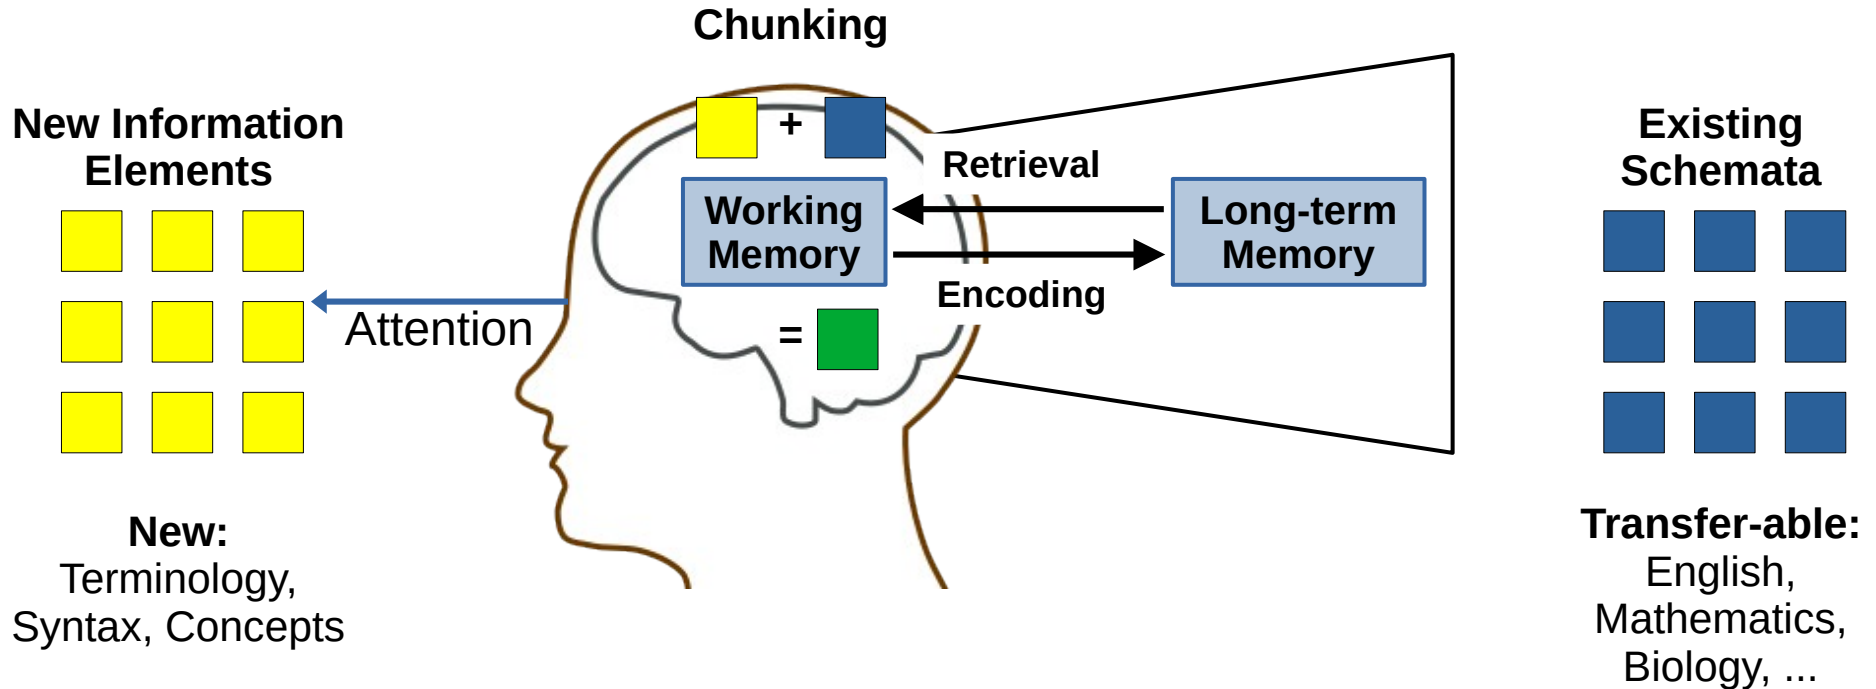 Chunking
New Information
Elements
Attention
New:
Terminology,
Syntax, Concepts
+
Working
Memory
=
Retrieval
Encoding
Long-term
Memory
Existing
Schemata
Transfer-able:
English,
Mathematics,
Biology, ...